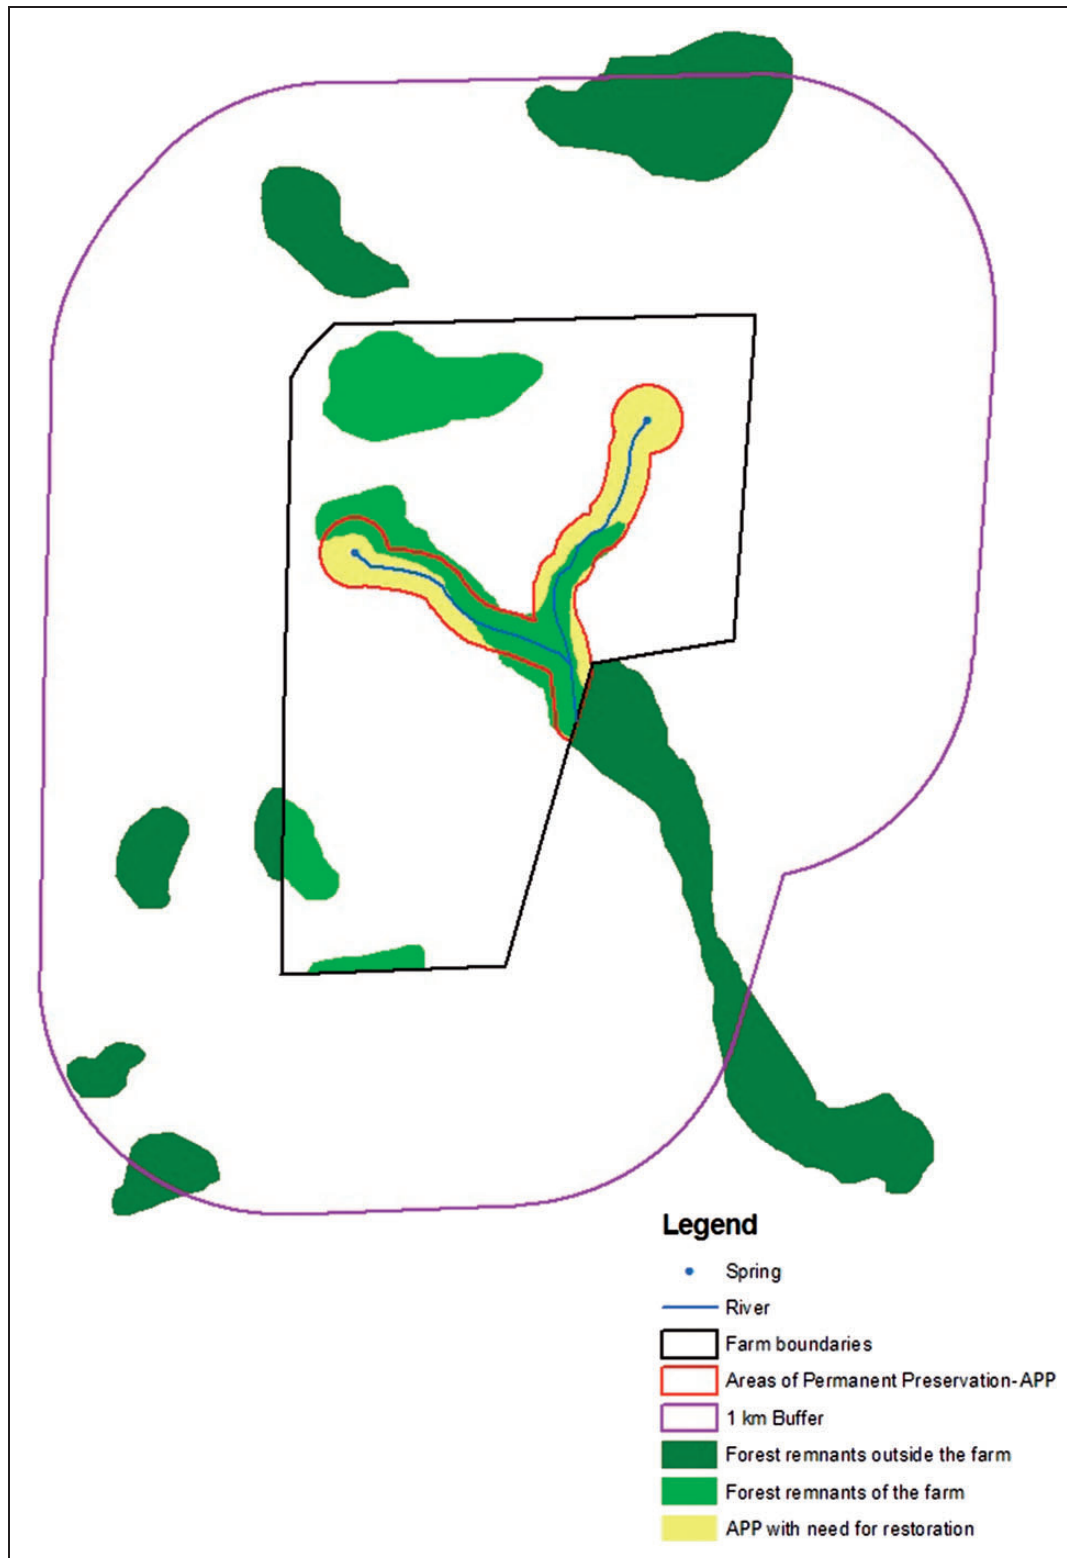 Legend
Spring
River
Farm boundaries
Areas of Permanent Preservation-APP
1 km Buffer
Forest remnants outside the farm
Forest remnants of the farm
APP with need for restoration